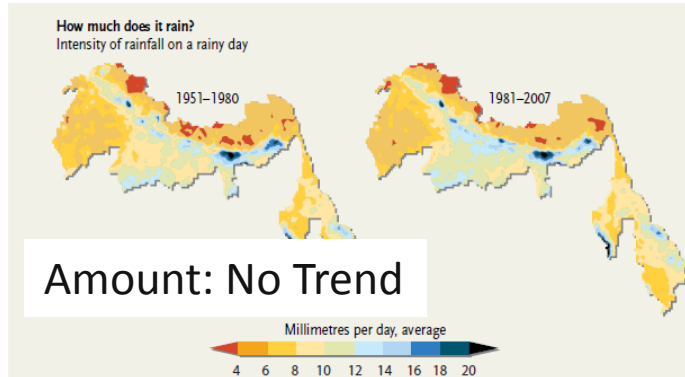 How much does it rain?
Intensity of rainfall on a rainy day
1951–1980
1981–2007
Amount: No Trend
Millimetres per day, average
4 6 8 10 12 14 16 18 20